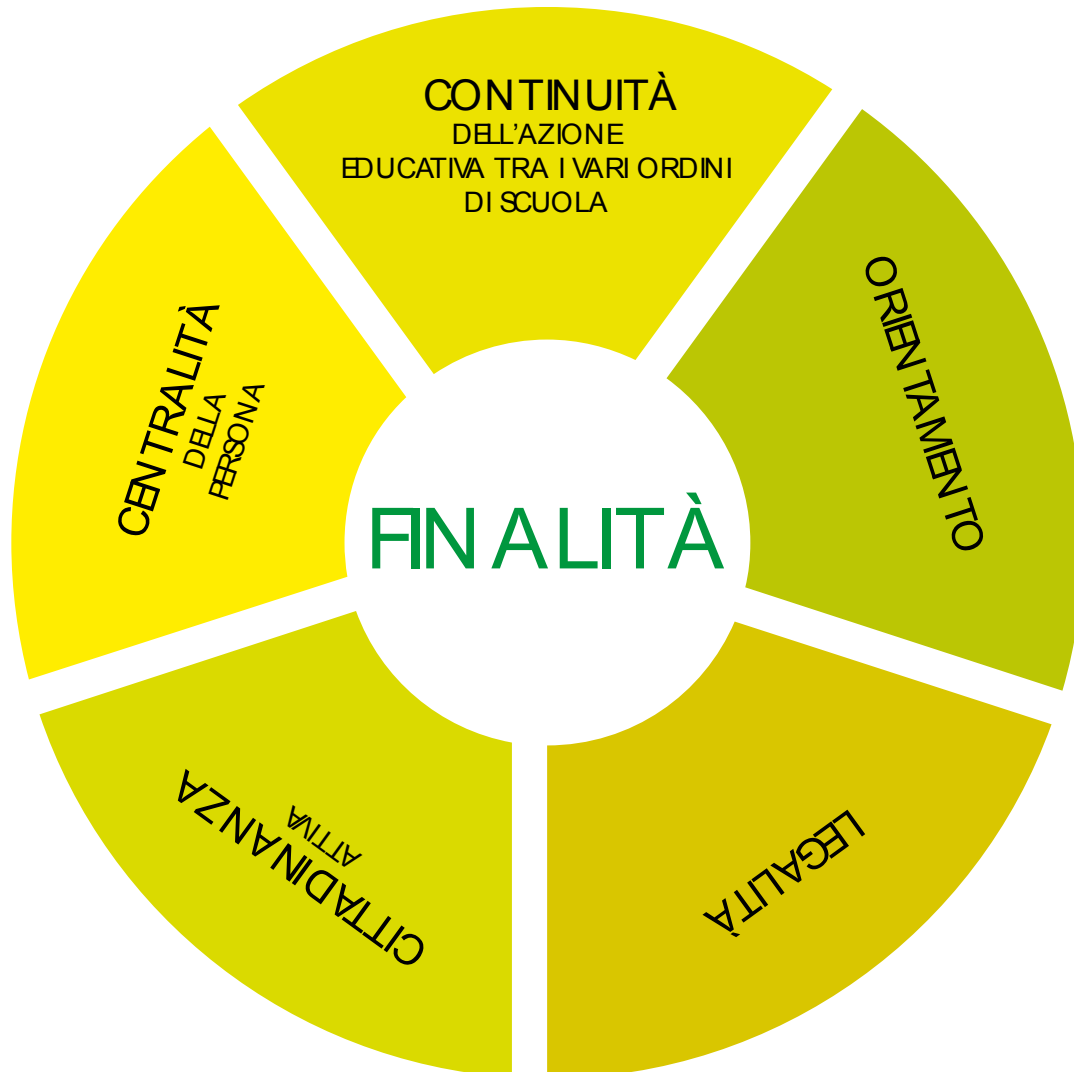 CONTINUITÀ
DELL'AZIONE
EDUCATIVA TRA I VARI ORDINI
DI SCUOLA
ORIENTAMENTO
LEGALITÀ
CITTADINANZA
ATTIVA
CENTRALITÀ
DELLA
PERSONA
FINALITÀ